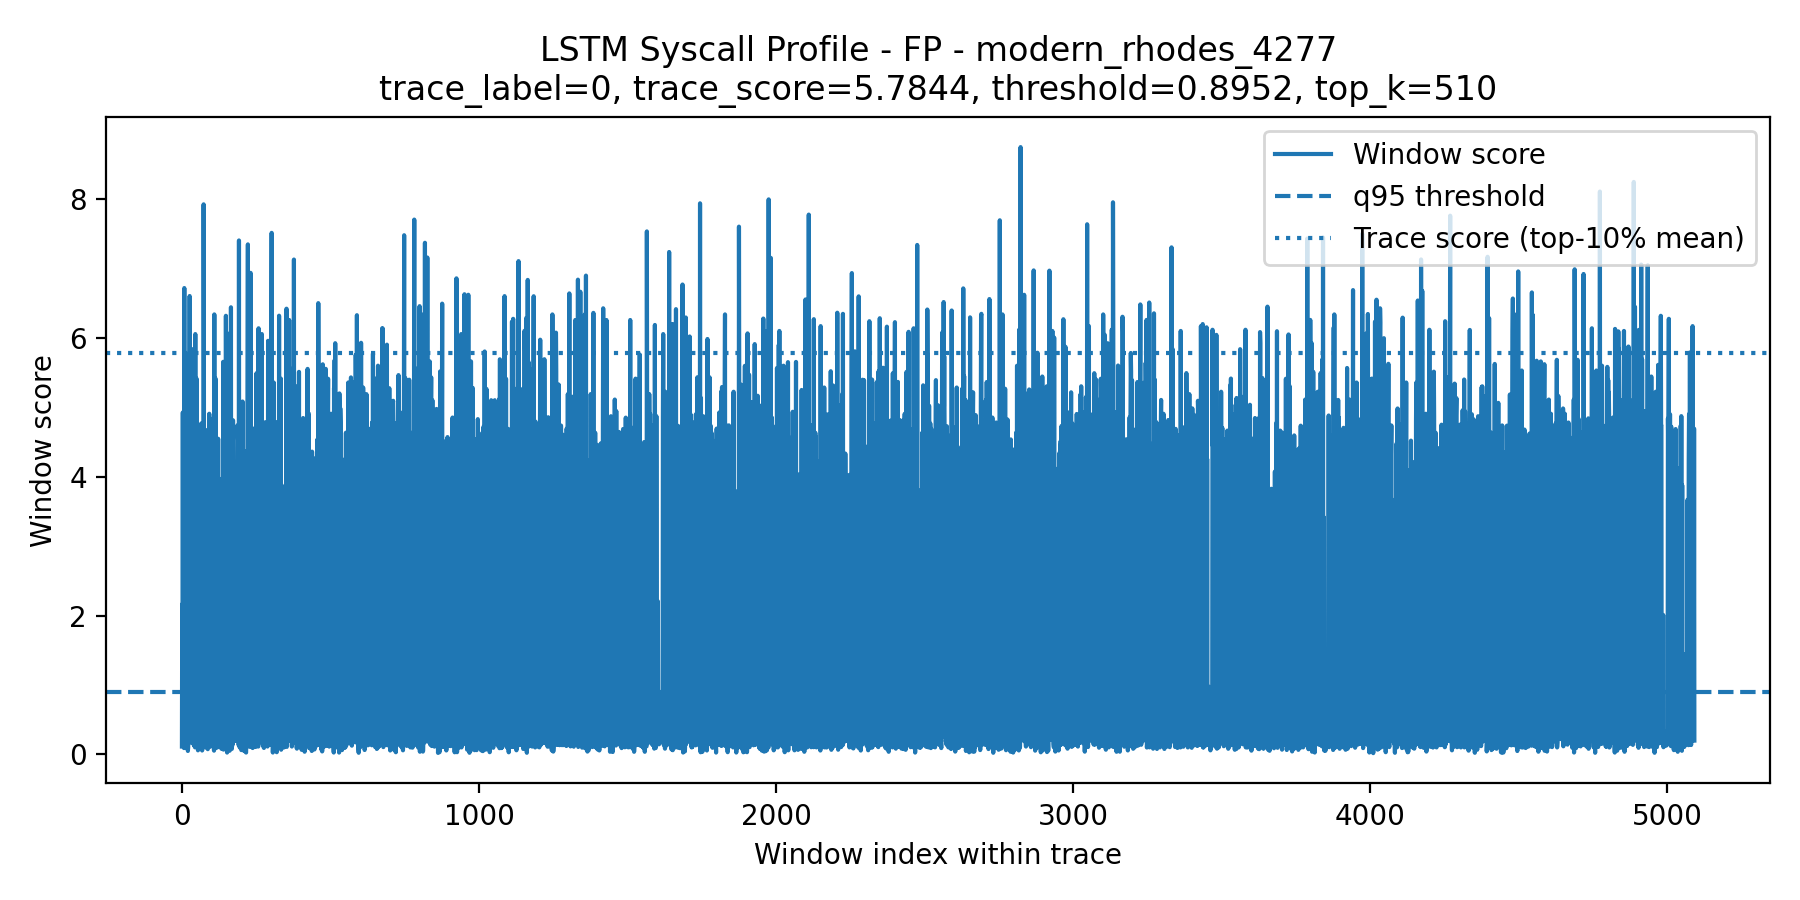 LSTM Syscall Profile - FP - modern_rhodes_4277
trace_label=0, trace_score=5.7844, threshold=0.8952, top_k=510
Window score
q95 threshold
Trace score (top-10% mean)
8
6
4
2
0
Window score
0 1000 2000 3000 4000 5000
Window index within trace